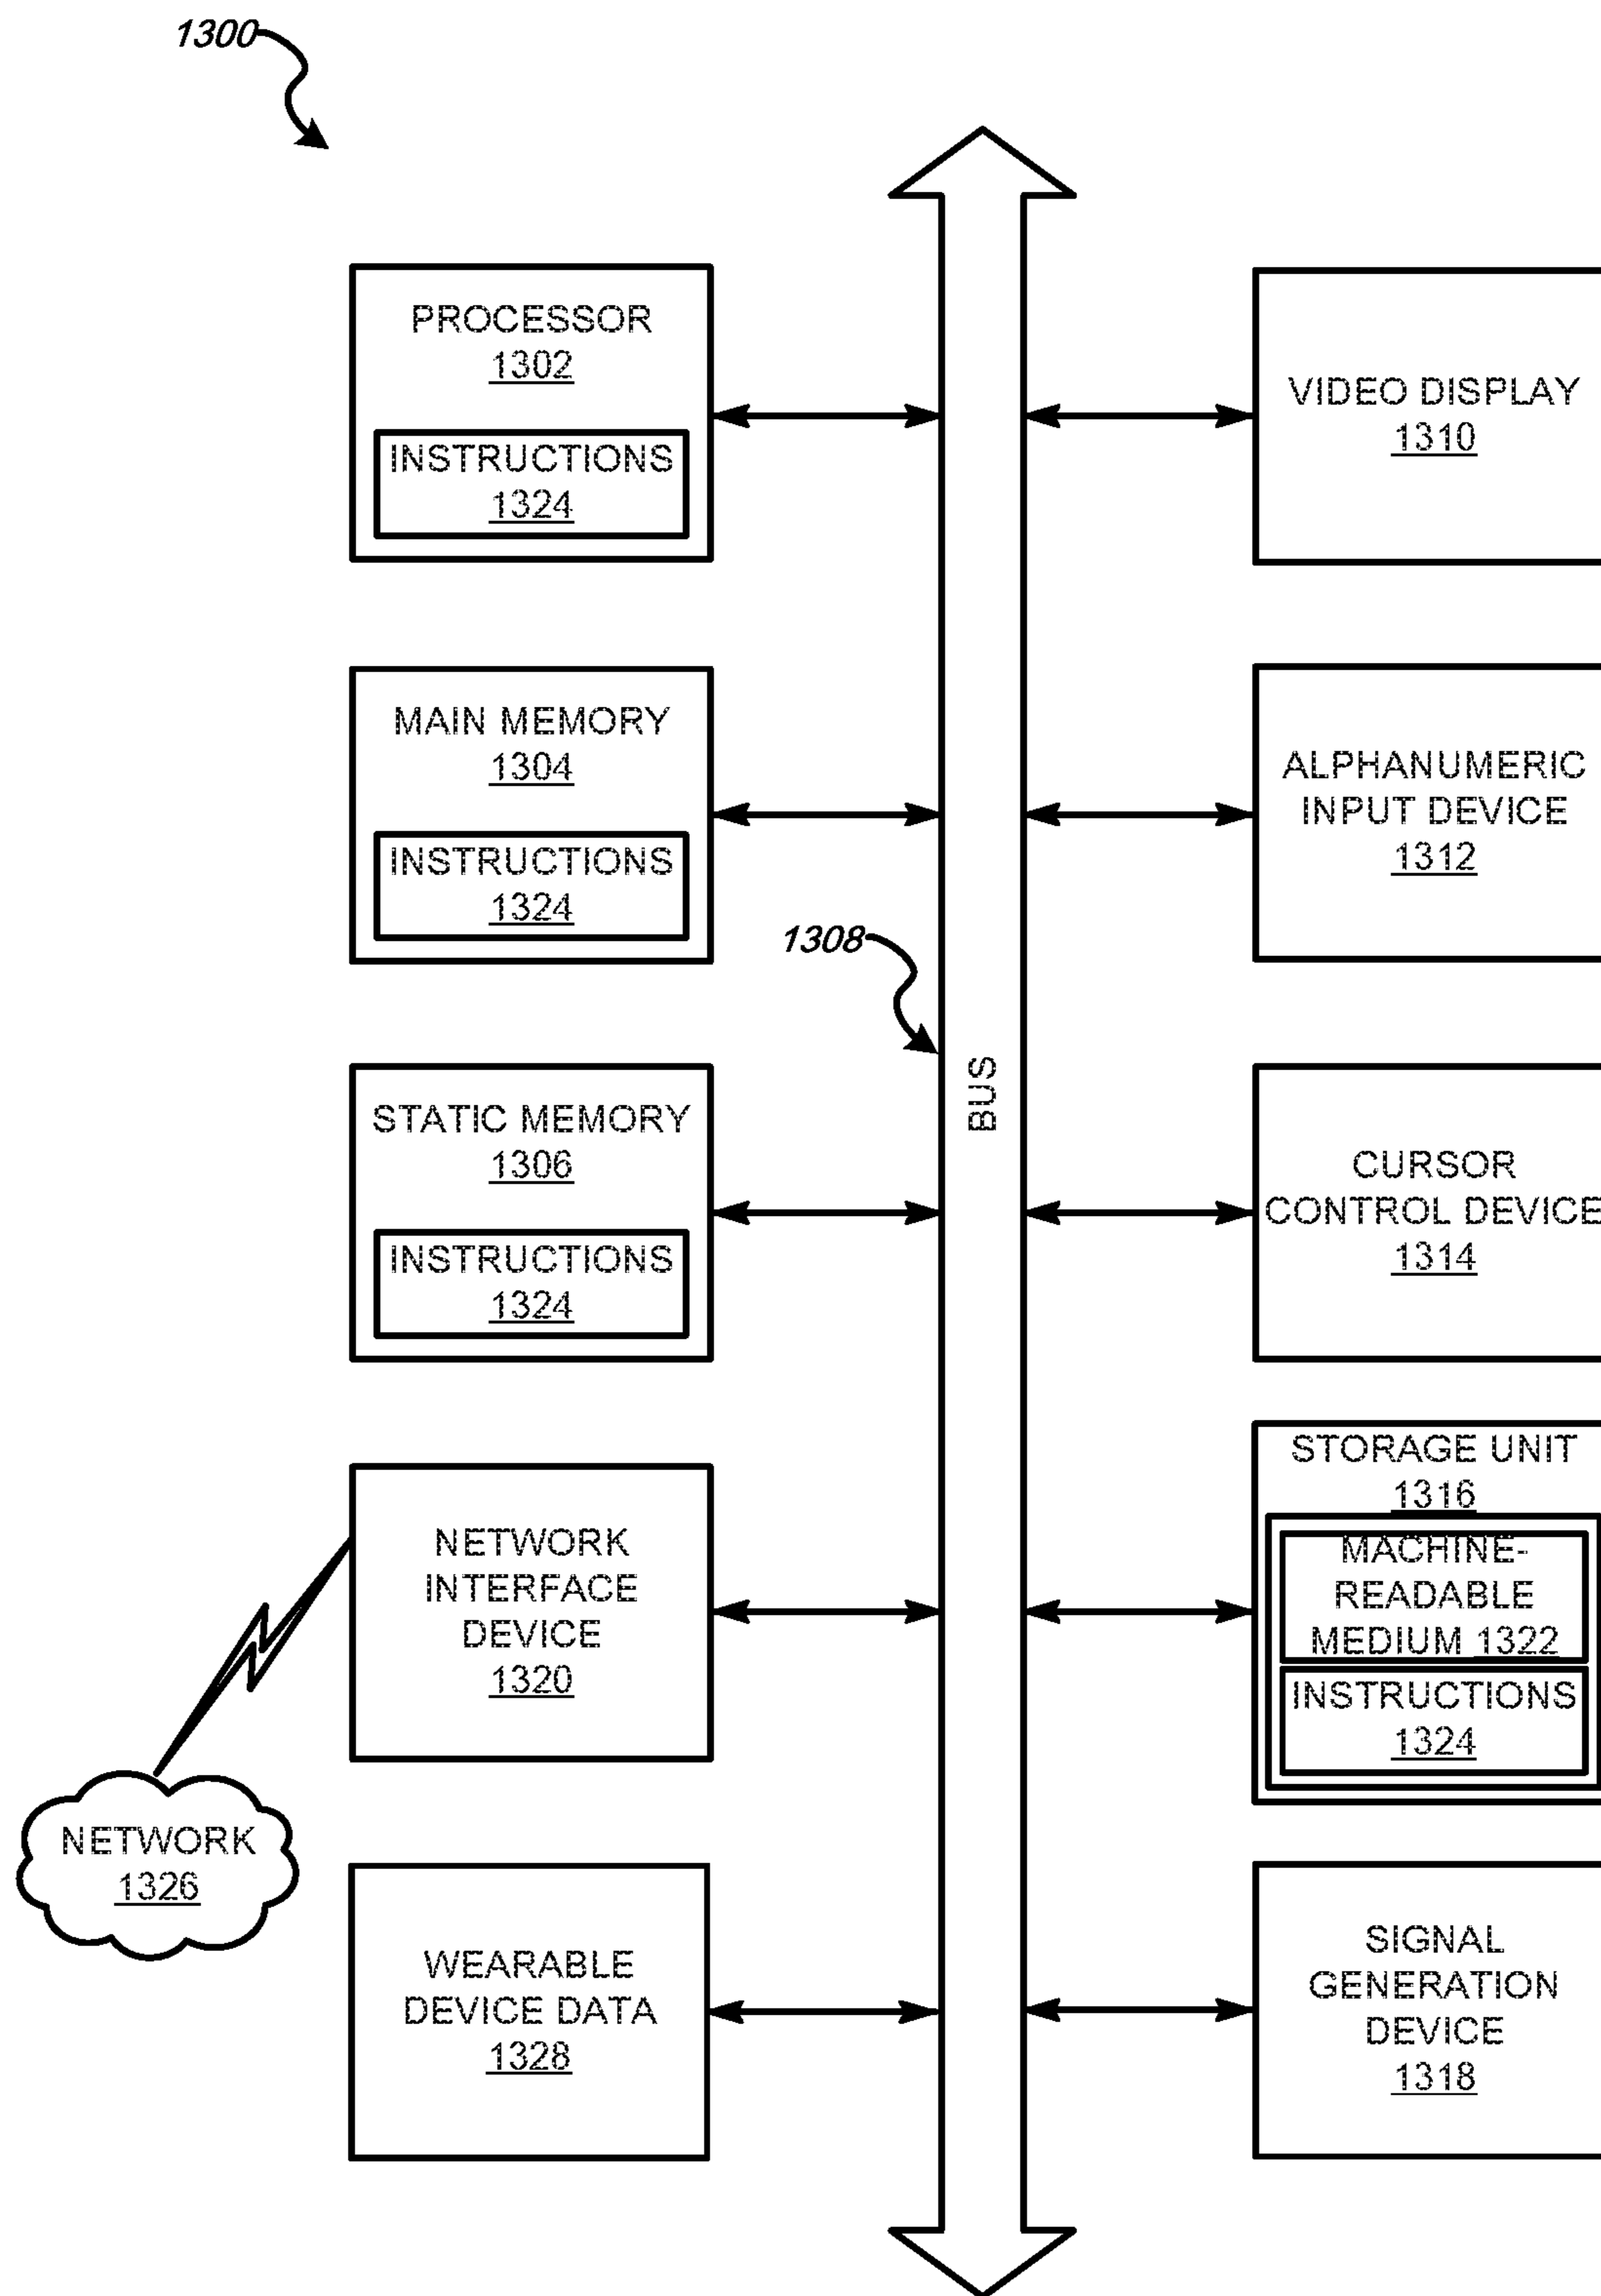 1300
PROCESSOR
1302
INSTRUCTIONS
1324
MAIN MEMORY
1304
INSTRUCTIONS
1324
STATIC MEMORY
1306
INSTRUCTIONS
1324
NETWORK
INTERFACE
DEVICE
1320
NETWORK
1326
WEARABLE
DEVICE DATA
1328
1308
BUS
VIDEO DISPLAY
1310
ALPHANUMERIC
INPUT DEVICE
1312
CURSOR
CONTROL DEVICE
1314
STORAGE UNIT
1316
MACHINE-
READABLE
MEDIUM 1322
INSTRUCTIONS
1324
SIGNAL
GENERATION
DEVICE
1318